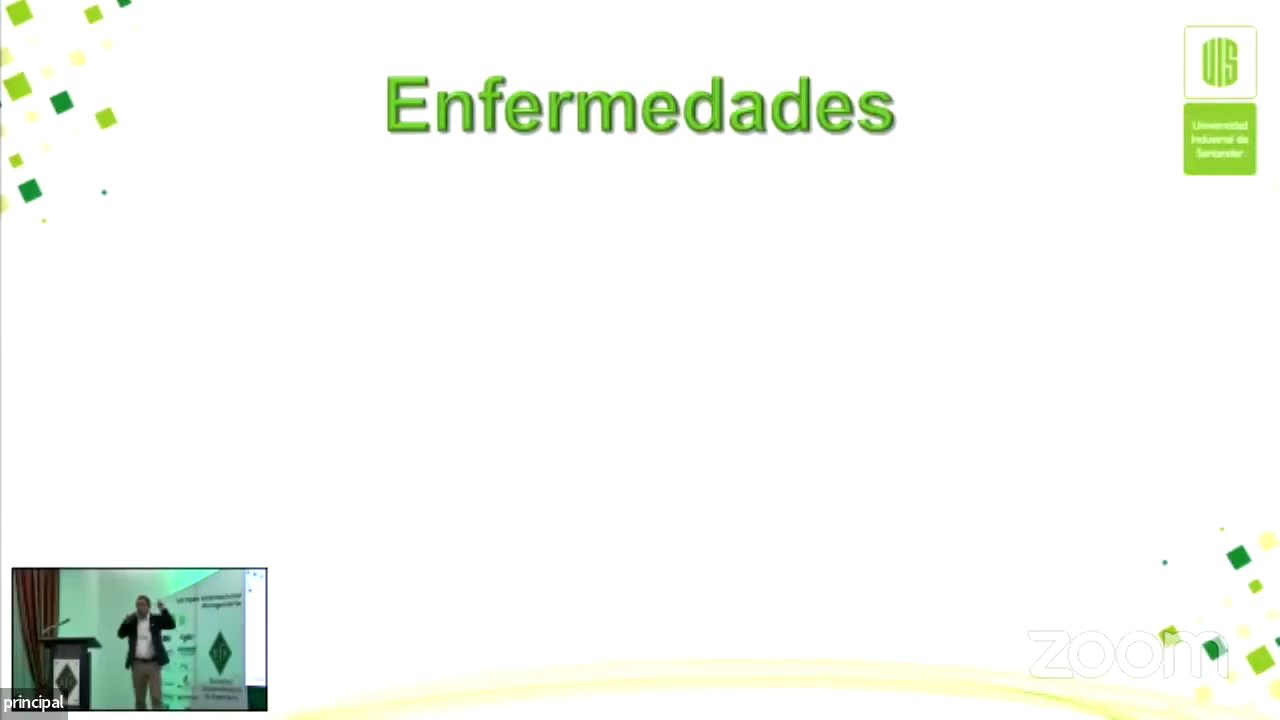 Enfermedades
UIS
Universidad
Industrial de
Santander
zoom
principal